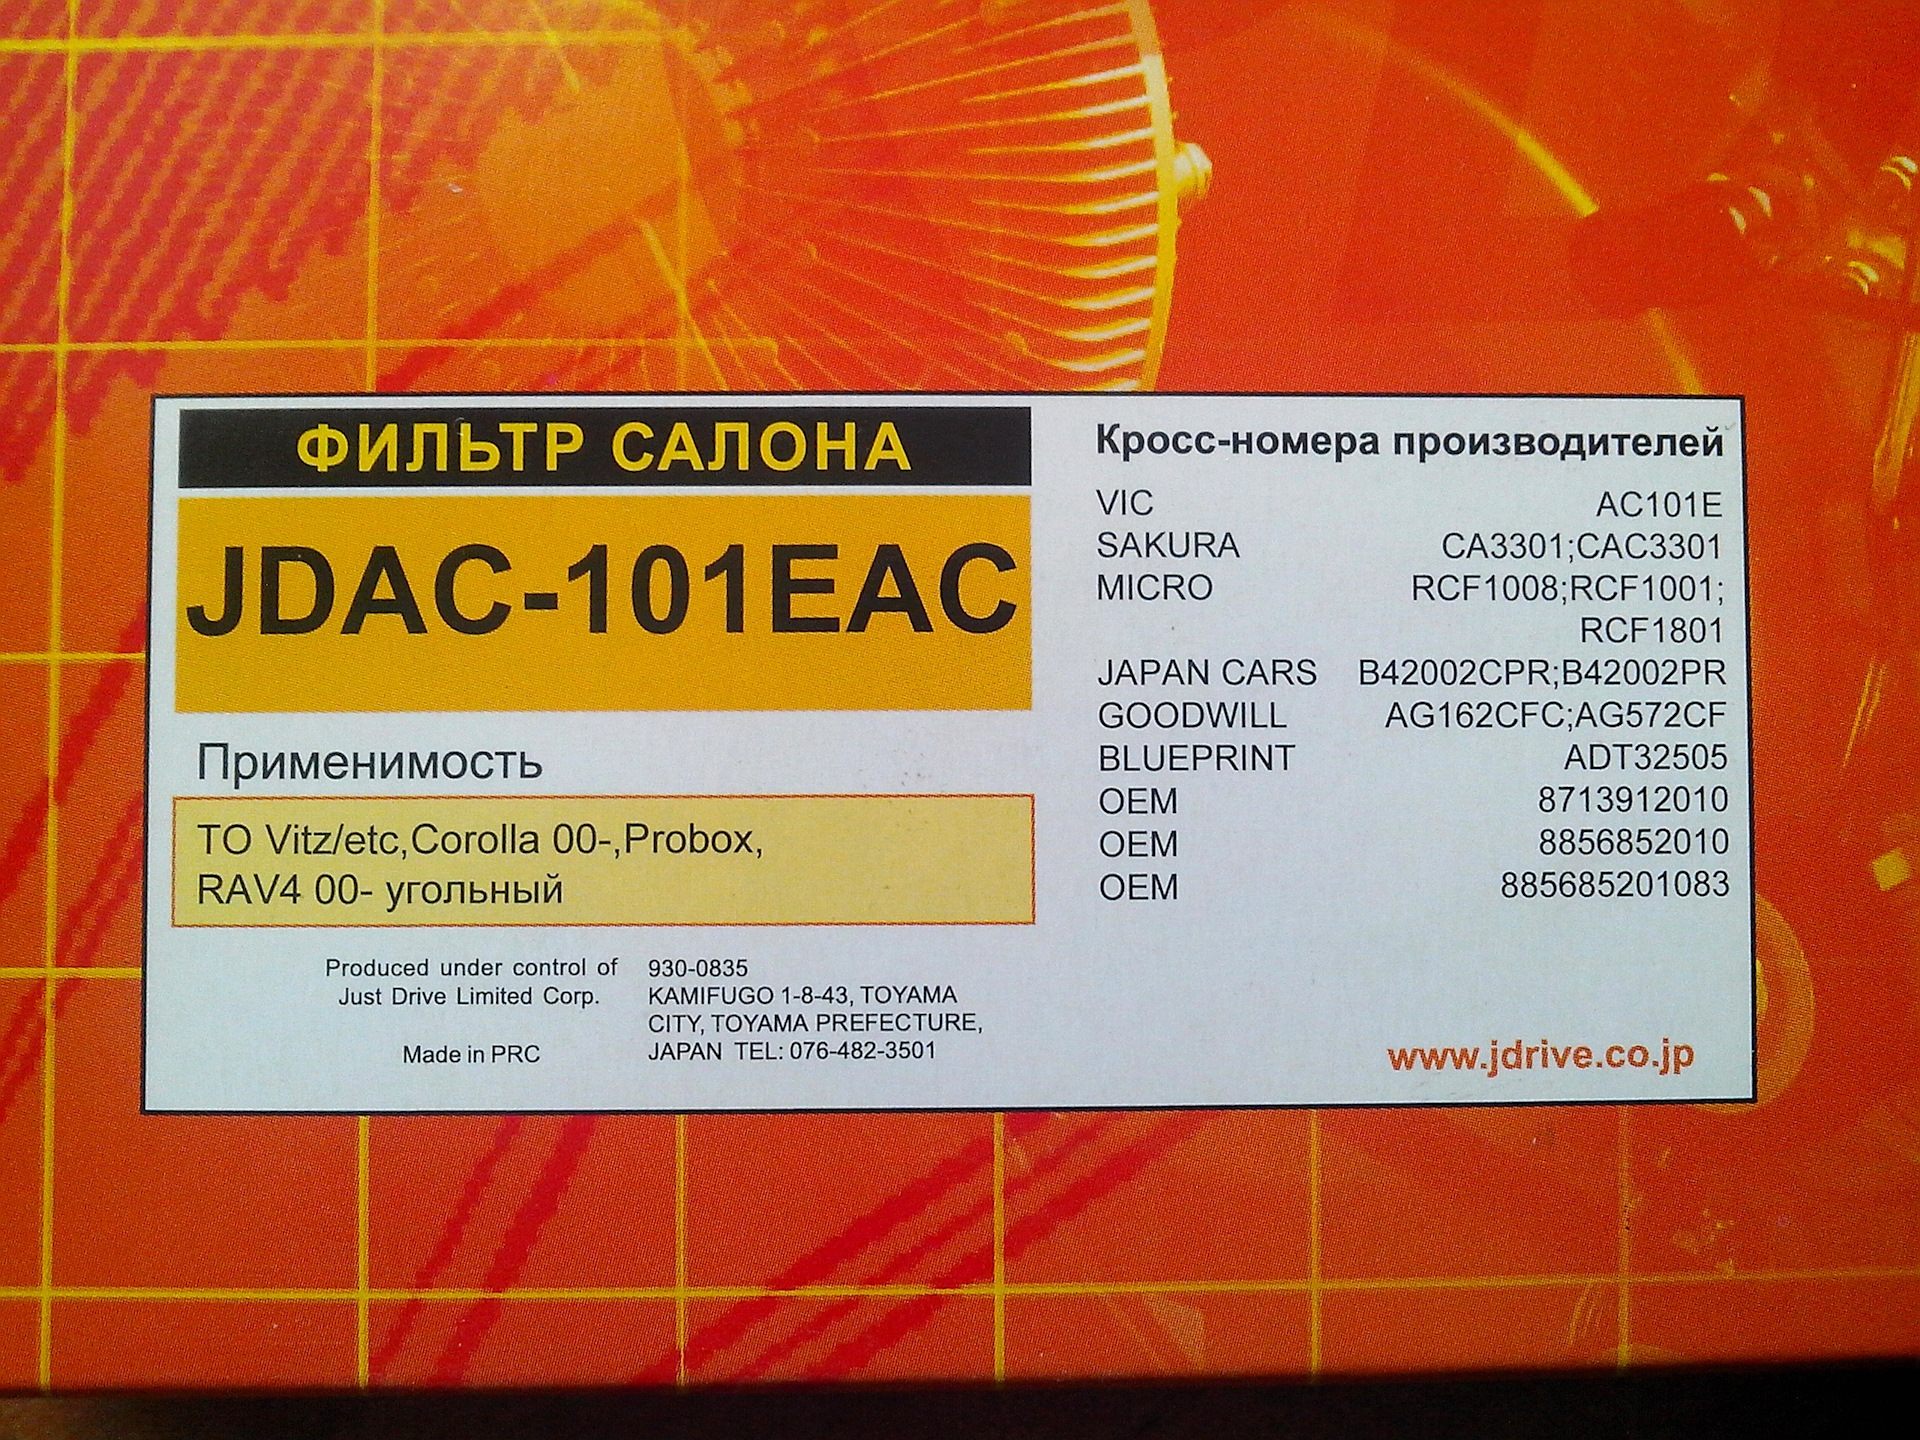 ФИЛЬТР САЛОНА
JDAC-101EAC
Применимость
TO Vitz/etc,Corolla 00-,Probox,
RAV4 00- угольный
Produced under control of
Just Drive Limited Corp.
Made in PRC
930-0835
KAMIFUGO 1-8-43, TOYAMA
CITY, TOYAMA PREFECTURE,
JAPAN TEL: 076-482-3501
Кросс-номера производителей
VIC AC101E
SAKURA CA3301;CAC3301
MICRO RCF1008;RCF1001;
RCF1801
JAPAN CARS B42002CPR;B42002PR
GOODWILL AG162CFC;AG572CF
BLUEPRINT ADT32505
OEM 8713912010
OEM 8856852010
OEM 885685201083
www.jdrive.co.jp